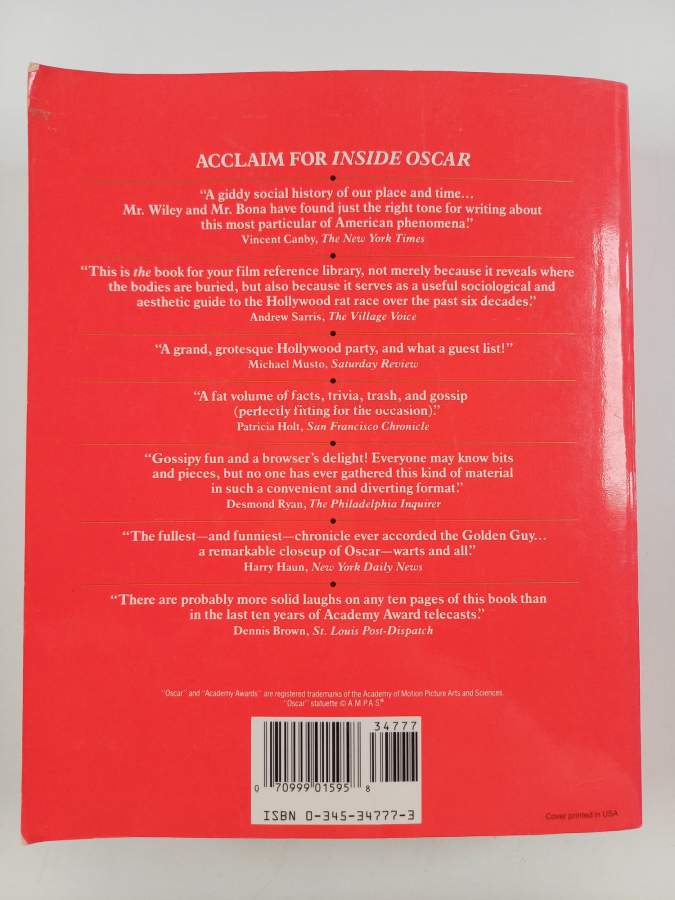 ACCLAIM FOR INSIDE OSCAR
“A giddy social history of our place and time...
Mr. Wiley and Mr. Bona have found just the right tone for writing about
this most particular of American phenomena.”
Vincent Canby, The New York Times
“This is the book for your film reference library, not merely because it reveals where
the bodies are buried, but also because it serves as a useful sociological and
aesthetic guide to the Hollywood rat race over the past six decades.”
Andrew Sarris, The Village Voice
“A grand, grotesque Hollywood party, and what a guest list!”
Michael Musto, Saturday Review
“A fat volume of facts, trivia, trash, and gossip
(perfectly fitting for the occasion).”
Patricia Holt, San Francisco Chronicle
“Gossipy fun and a browser’s delight! Everyone may know bits
and pieces, but no one has ever gathered this kind of material
in such a convenient and diverting format.”
Desmond Ryan, The Philadelphia Inquirer
“The fullest—and funniest—chronicle ever accorded the Golden Guy...
a remarkable closeup of Oscar—warts and all.”
Harry Haun, New York Daily News
“There are probably more solid laughs on any ten pages of this book than
in the last ten years of Academy Award telecasts.”
Dennis Brown, St. Louis Post-Dispatch
“Oscar” and “Academy Awards” are registered trademarks of the Academy of Motion Picture Arts and Sciences.
“Oscar” statuette © A.M.P.A.S.®
34777
0 70999 01595 8
ISBN 0-345-34777-3
Cover printed in USA